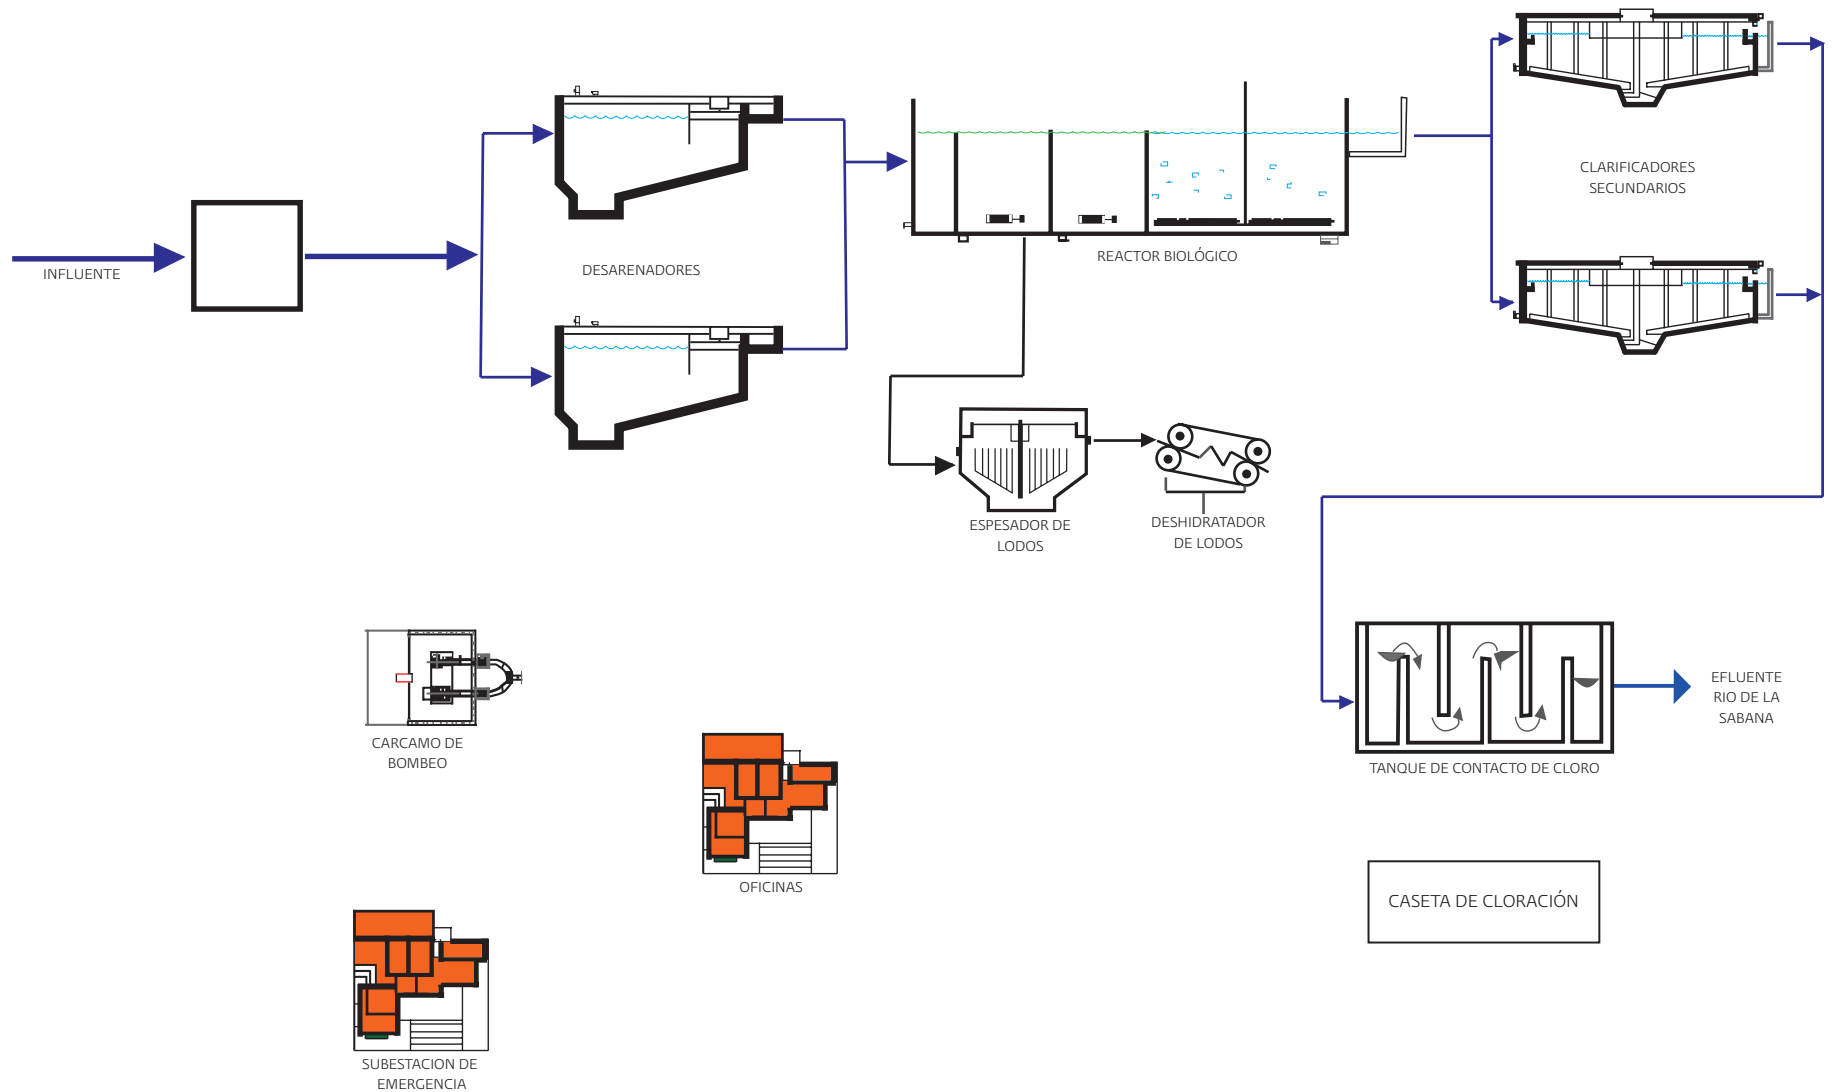 INFLUENTE
DESARENADORES
REACTOR BIOLÓGICO
CLARIFICADORES
SECUNDARIOS
ESPESADOR DE
LODOS
DESHIDRATADOR
DE LODOS
EFLUENTE
RIO DE LA
SABANA
TANQUE DE CONTACTO DE CLORO
CARCAMO DE
BOMBEO
OFICINAS
CASETA DE CLORACIÓN
SUBESTACION DE
EMERGENCIA